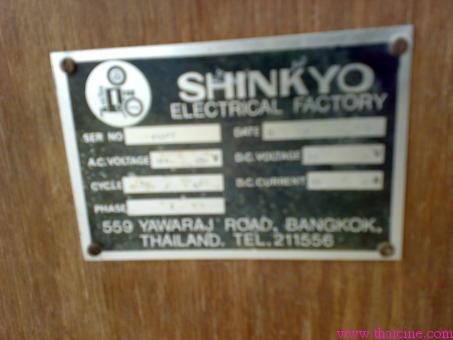 SHINKYO
ELECTRICAL FACTORY
SER NO DATE
A.C. VOLTAGE V D.C. VOLTAGE V
CYCLE D.C. CURRENT A
PHASE
559 YAWARAJ ROAD, BANGKOK,
THAILAND. TEL. 211556
www.thaicine.com